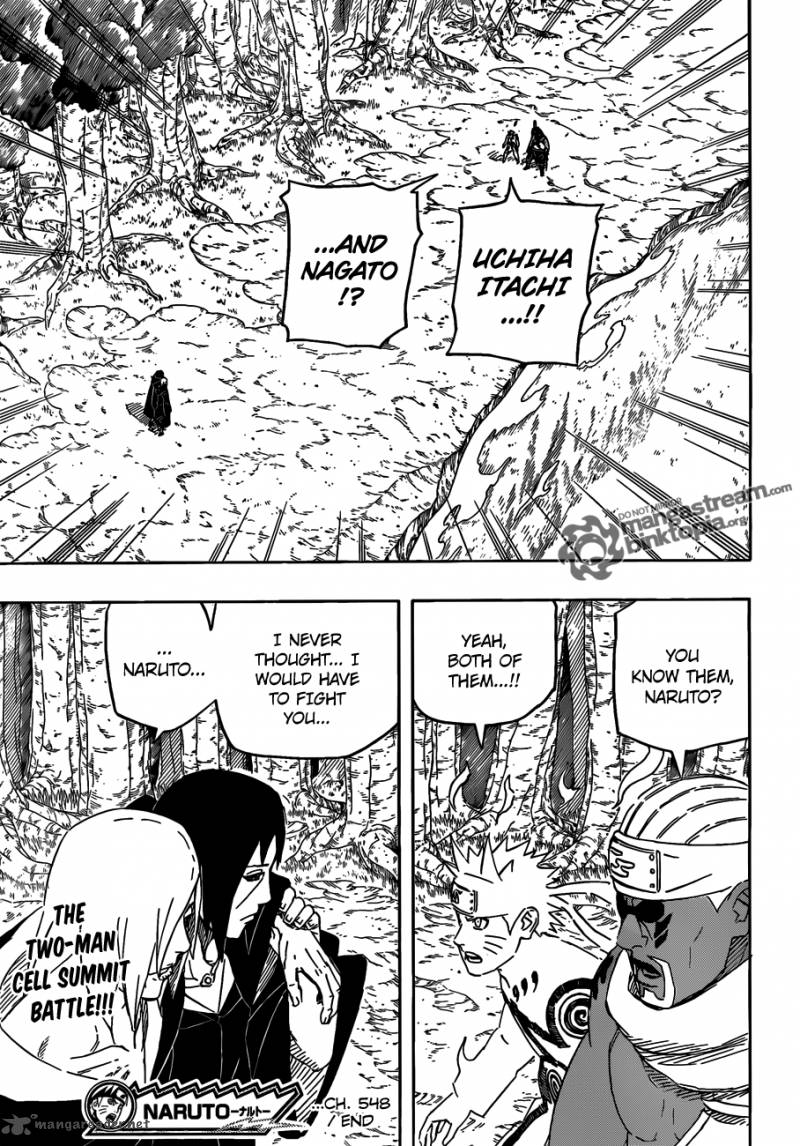 UCHIHA
ITACHI
...!!
...AND
NAGATO
!?
DO NOT MIRROR
mangastream.com
binktopia.org
YOU
KNOW THEM,
NARUTO?
YEAH,
BOTH OF
THEM...!!
I NEVER
THOUGHT... I
WOULD HAVE
TO FIGHT
YOU...
...
NARUTO...
THE
TWO-MAN
CELL SUMMIT
BATTLE!!!
NARUTO―ナルト―
...CH. 548
/ END
mangareader.net